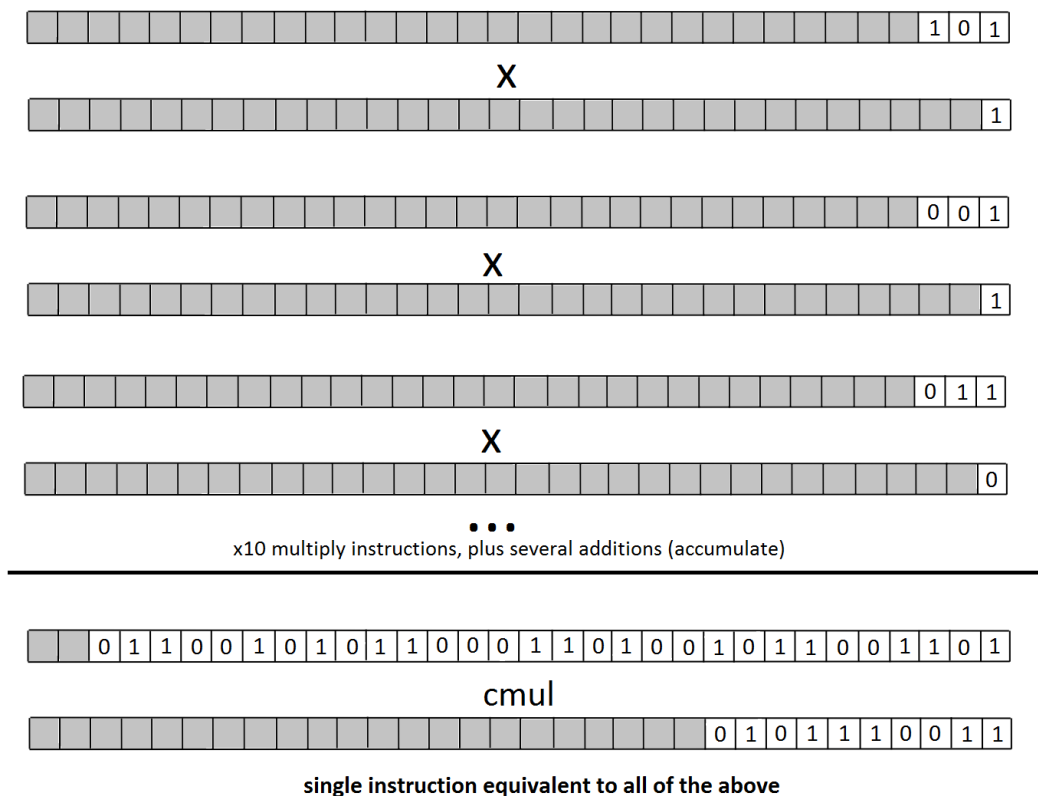 1 0 1
X
1
0 0 1
X
1
0 1 1
X
0
...
x10 multiply instructions, plus several additions (accumulate)
0 1 1 0 0 1 0 1 0 1 1 0 0 0 1 1 0 1 0 0 1 0 1 1 0 0 1 1 0 1
cmul
0 1 0 1 1 1 0 0 1 1
single instruction equivalent to all of the above